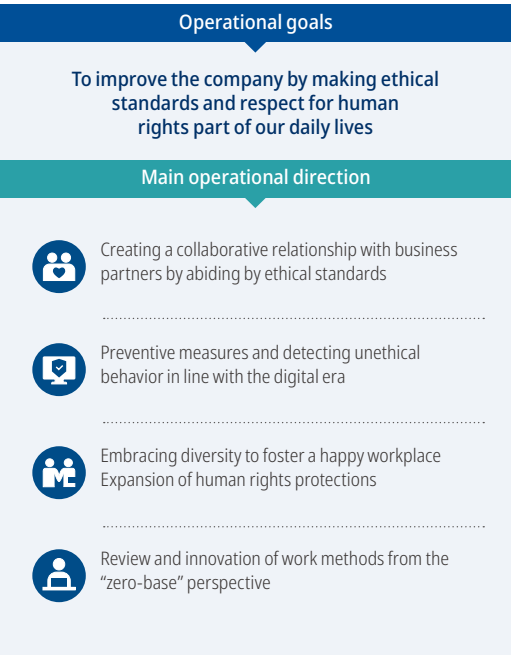 Operational goals
To improve the company by making ethical
standards and respect for human
rights part of our daily lives
Main operational direction
Creating a collaborative relationship with business
partners by abiding by ethical standards
Preventive measures and detecting unethical
behavior in line with the digital era
Embracing diversity to foster a happy workplace
Expansion of human rights protections
Review and innovation of work methods from the
“zero-base” perspective